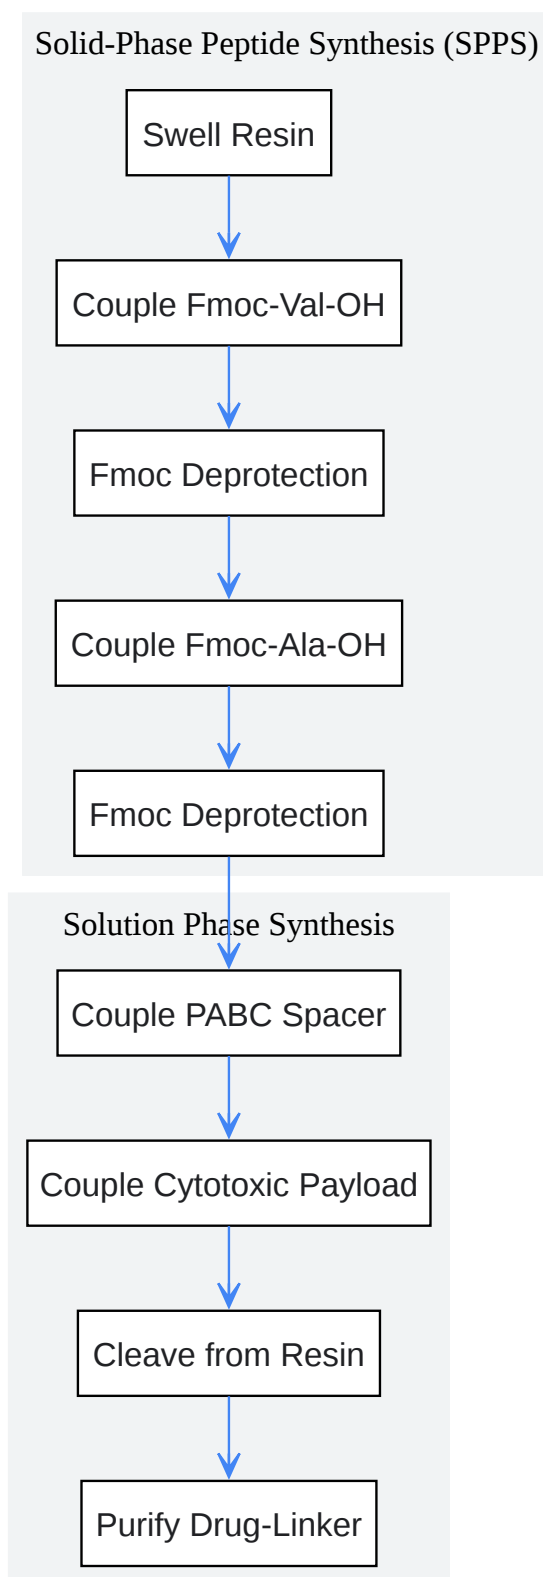 Solid-Phase Peptide Synthesis (SPPS)
Swell Resin
Couple Fmoc-Val-OH
Fmoc Deprotection
Couple Fmoc-Ala-OH
Fmoc Deprotection
Solution Phase Synthesis
Couple PABC Spacer
Couple Cytotoxic Payload
Cleave from Resin
Purify Drug-Linker